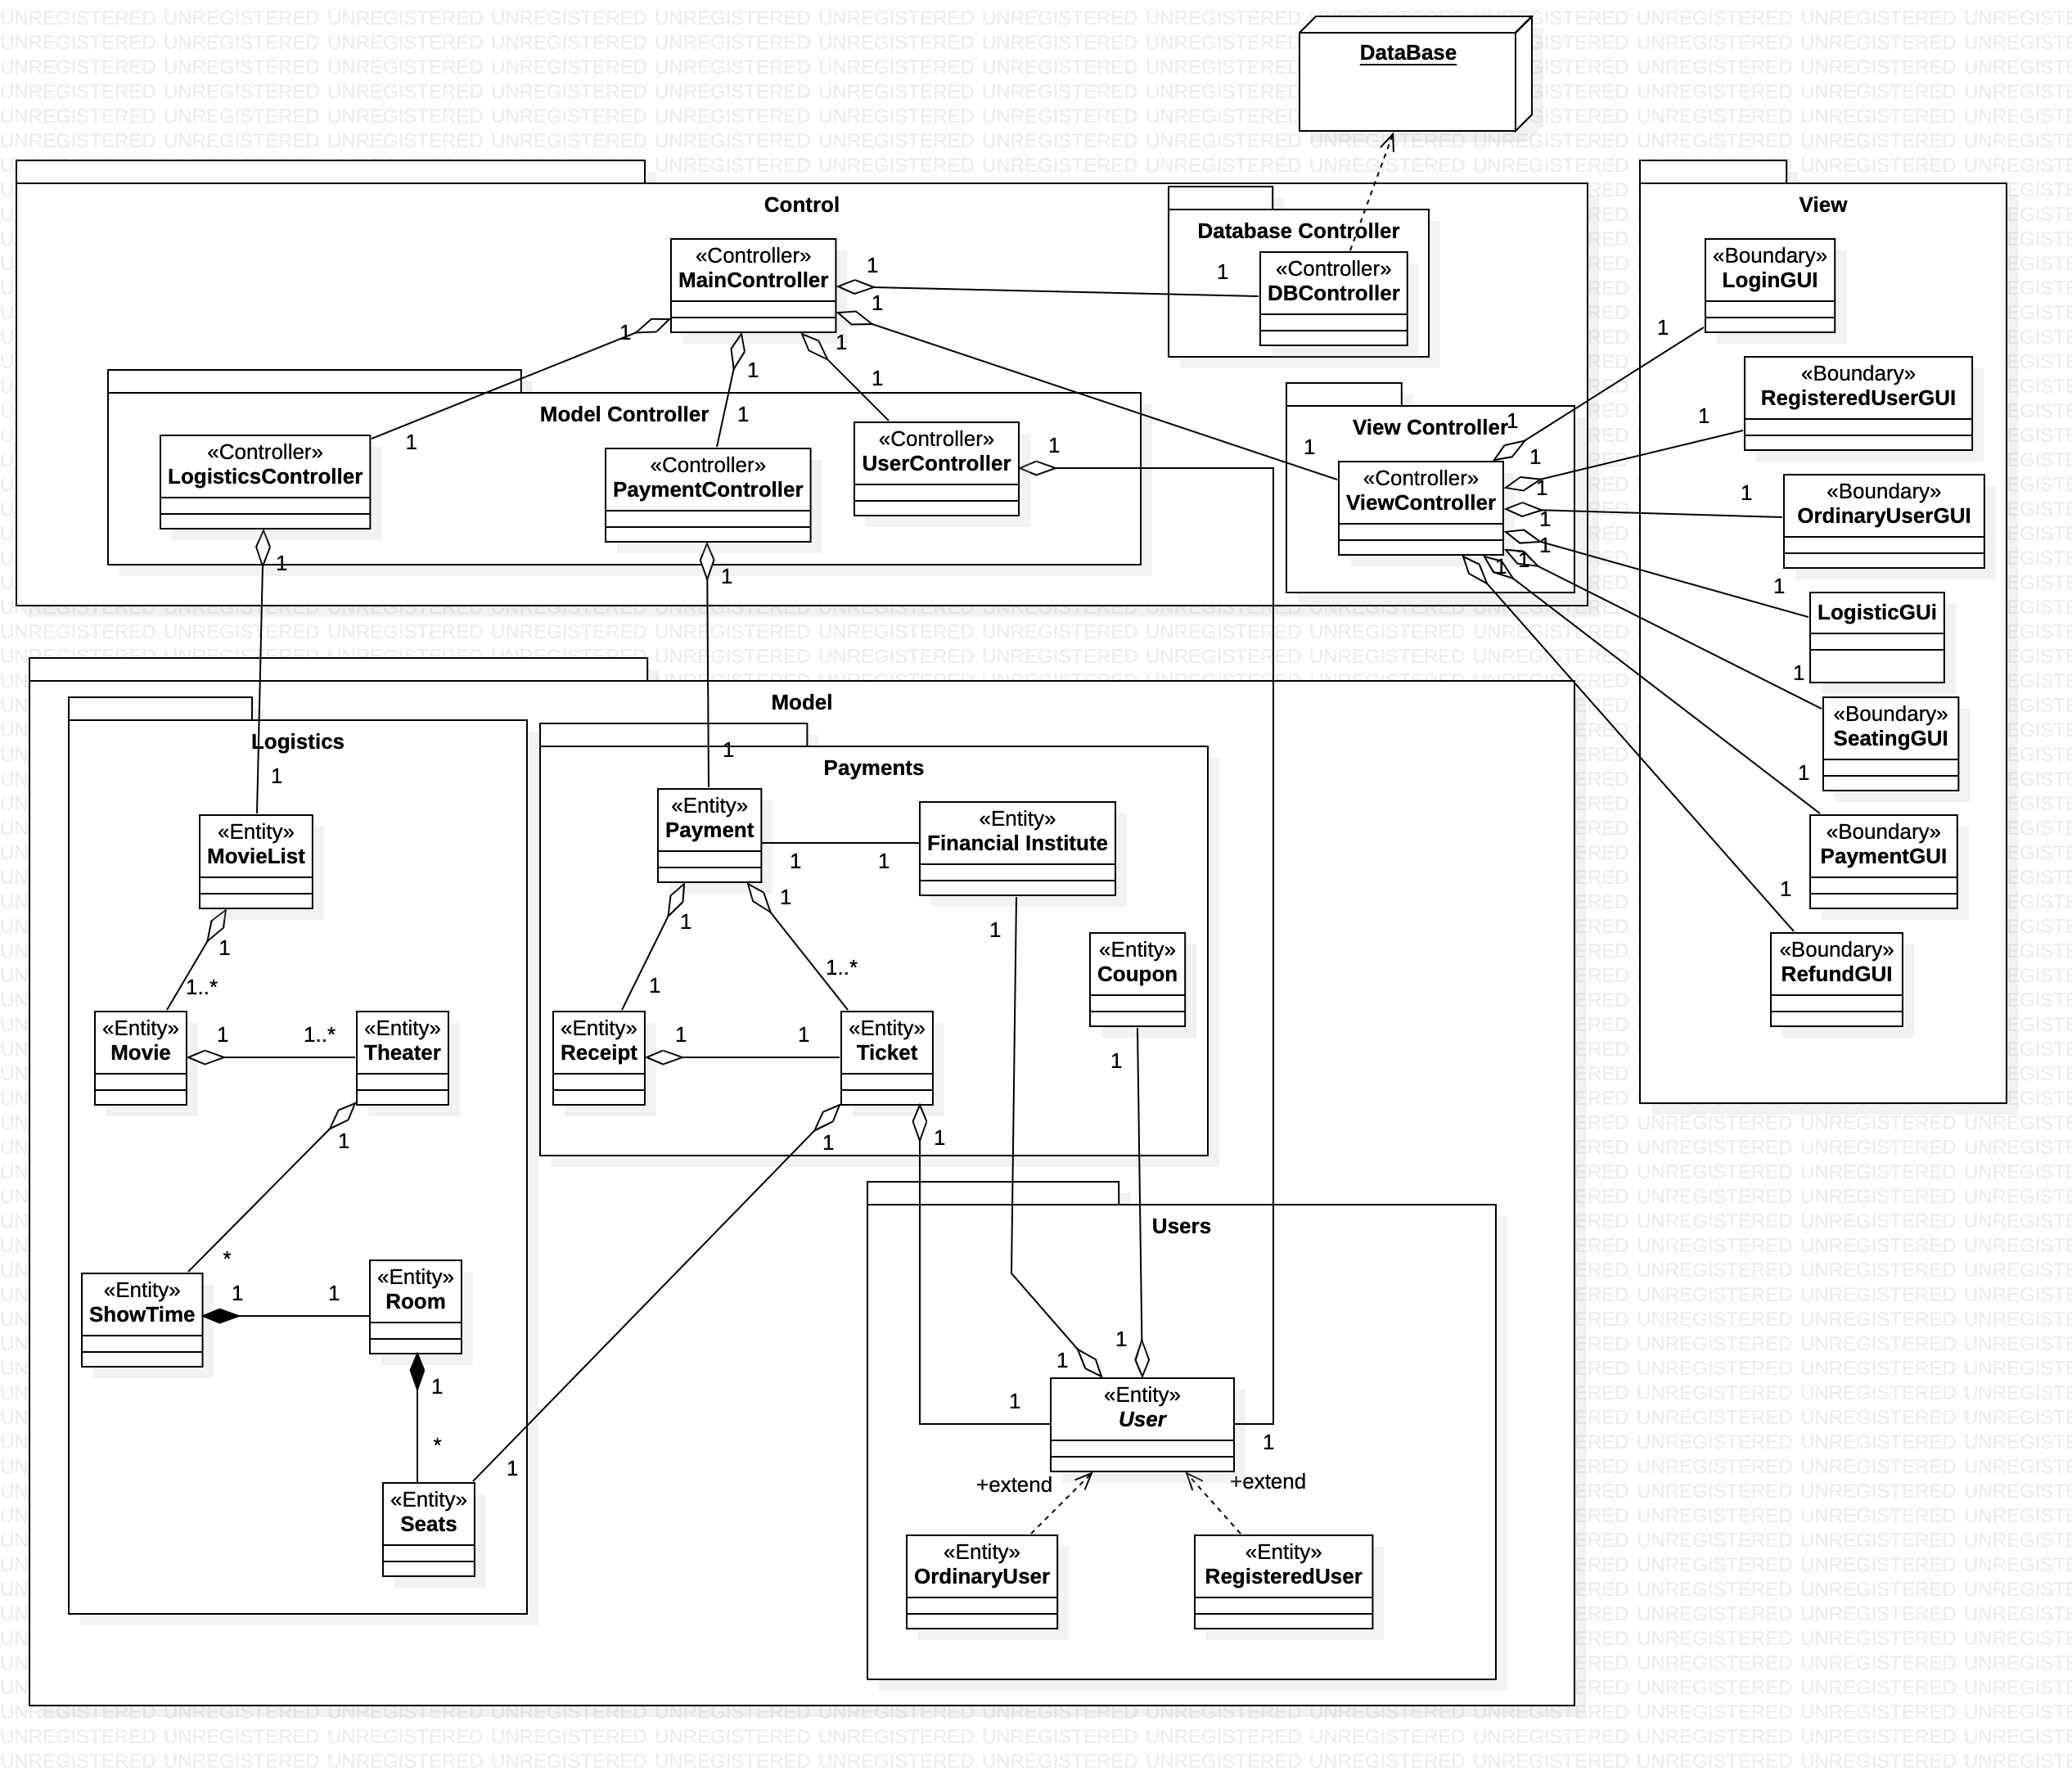 DataBase
Control
View
Database Controller
«Controller»
MainController
«Controller»
DBController
1
1
1
1
1
1
1
1
1
1
1
Model Controller
«Controller»
LogisticsController
«Controller»
PaymentController
«Controller»
UserController
1
1
1
View Controller
«Controller»
ViewController
1
1
1
1
1
1
1
«Boundary»
LoginGUI
1
«Boundary»
RegisteredUserGUI
1
«Boundary»
OrdinaryUserGUI
1
LogisticGUi
1
«Boundary»
SeatingGUI
1
«Boundary»
PaymentGUI
1
«Boundary»
RefundGUI
1
Model
Logistics
1
«Entity»
MovieList
1
1..*
«Entity»
Movie
1
1..*
«Entity»
Theater
1
*
«Entity»
ShowTime
1
1
«Entity»
Room
1
*
«Entity»
Seats
1
Payments
1
«Entity»
Payment
1
1
«Entity»
Financial Institute
1
1
1
1..*
1
«Entity»
Coupon
1
«Entity»
Receipt
1
1
«Entity»
Ticket
1
1
Users
1
1
1
1
«Entity»
User
+extend
+extend
«Entity»
OrdinaryUser
«Entity»
RegisteredUser
UNREGISTERED